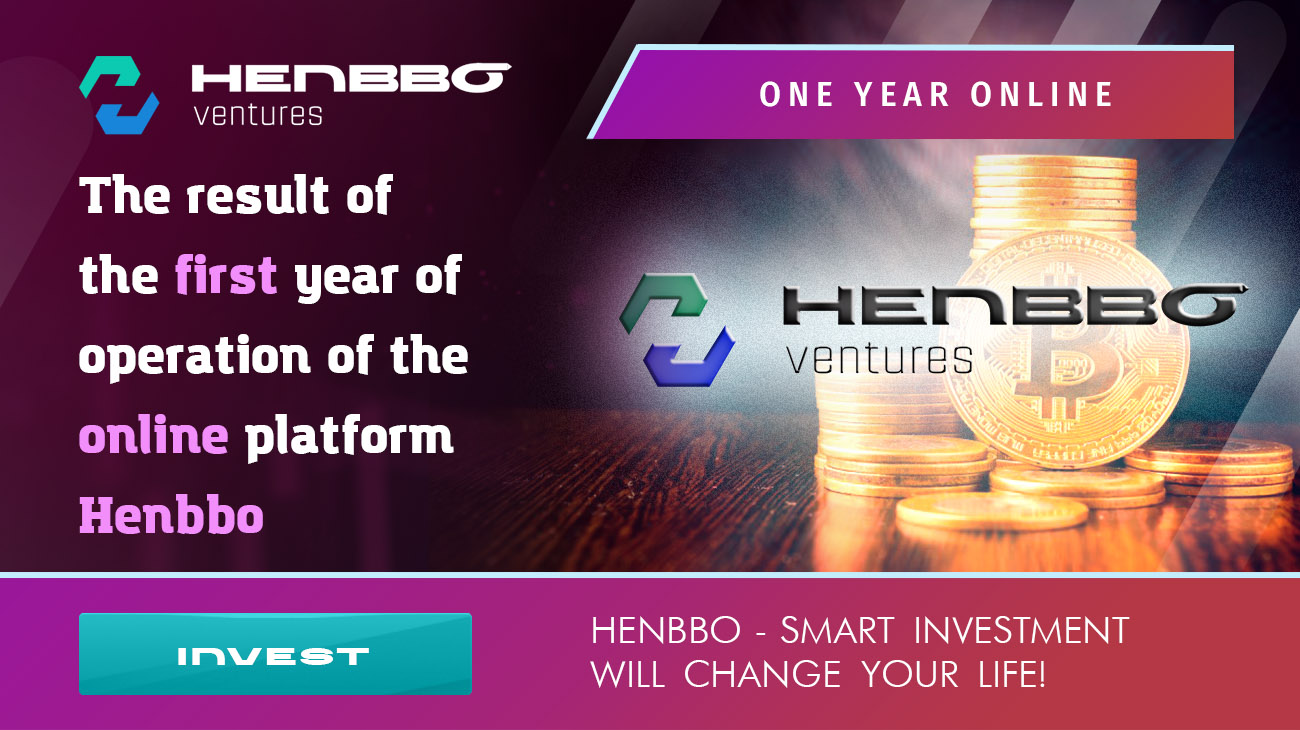 HENBBO
ventures
ONE YEAR ONLINE
The result of
the first year of
operation of the
online platform
Henbbo
HENBBO
ventures
INVEST
HENBBO - SMART INVESTMENT
WILL CHANGE YOUR LIFE!